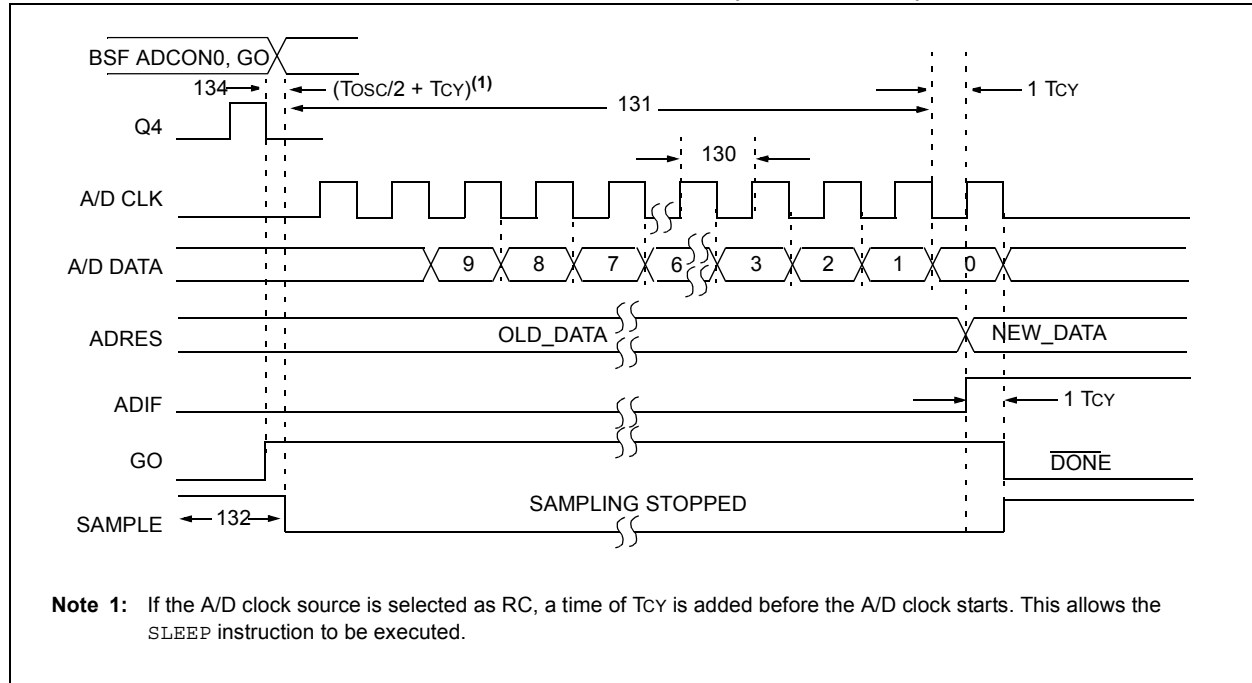 BSF ADCON0, GO
134
(TOSC/2 + TCY)(1)
131
1 TCY
Q4
130
A/D CLK
A/D DATA
9
8
7
6
3
2
1
0
ADRES
OLD_DATA
NEW_DATA
ADIF
1 TCY
GO
DONE
SAMPLING STOPPED
SAMPLE
132
Note 1: If the A/D clock source is selected as RC, a time of TCY is added before the A/D clock starts. This allows the
SLEEP instruction to be executed.